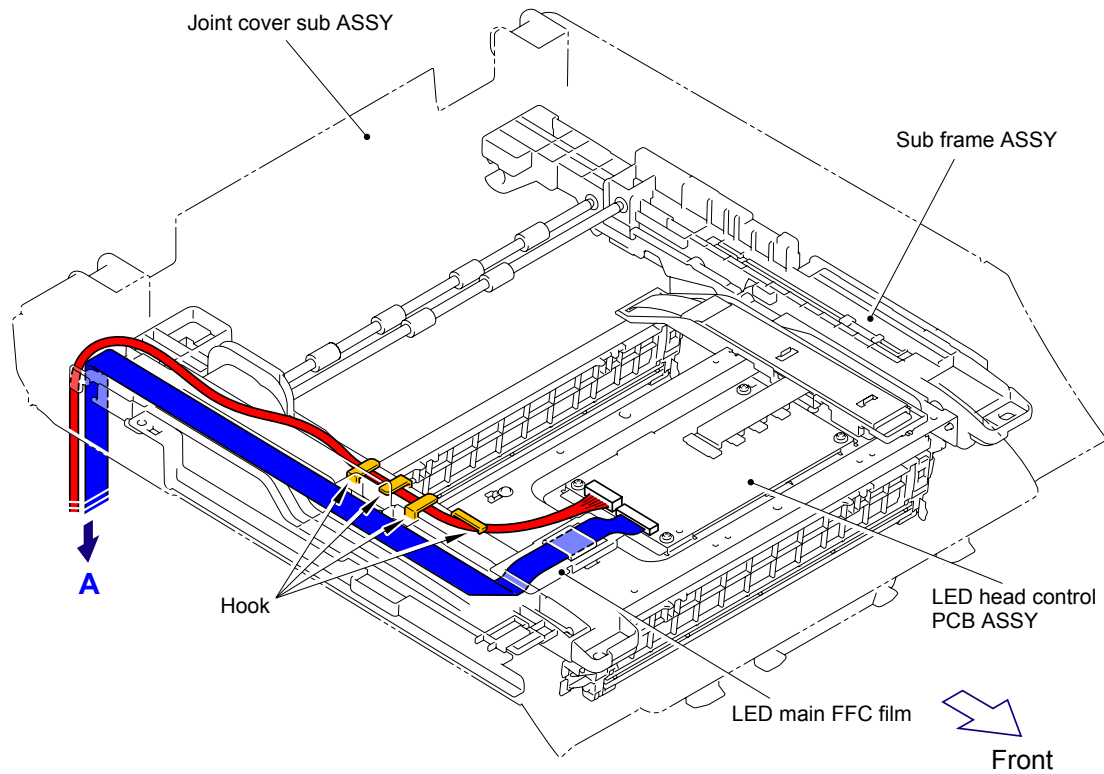 Joint cover sub ASSY
Sub frame ASSY
A
Hook
LED head control
PCB ASSY
LED main FFC film
Front